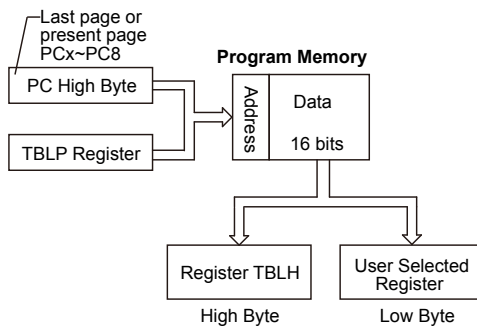 Last page or
present page
PCx~PC8
PC High Byte
TBLP Register
Program Memory
Address
Data
16 bits
Register TBLH
High Byte
User Selected
Register
Low Byte